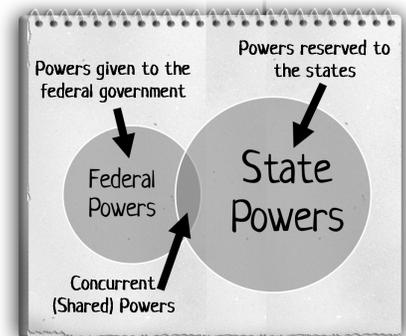 Powers reserved to
the states
Powers given to the
federal government
Federal
Powers
State
Powers
Concurrent
(Shared) Powers